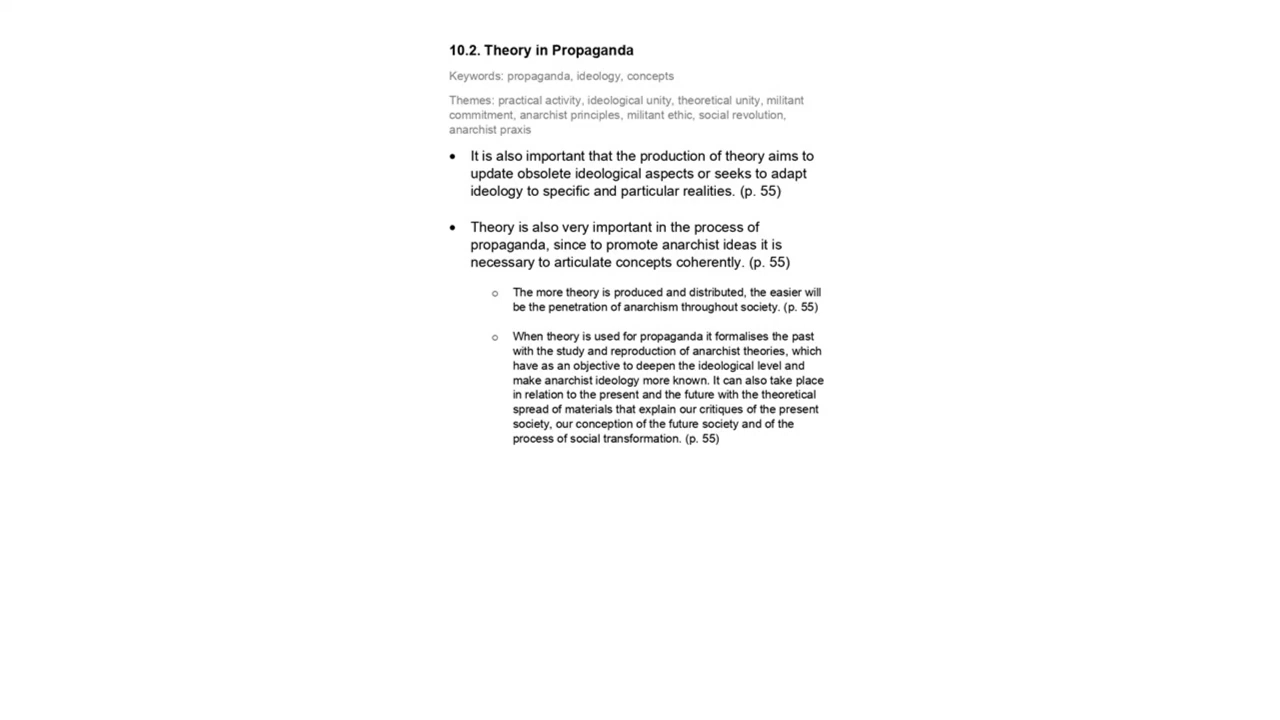 10.2. Theory in Propaganda
Keywords: propaganda, ideology, concepts
Themes: practical activity, ideological unity, theoretical unity, militant
commitment, anarchist principles, militant ethic, social revolution,
anarchist praxis
• It is also important that the production of theory aims to
update obsolete ideological aspects or seeks to adapt
ideology to specific and particular realities. (p. 55)
• Theory is also very important in the process of
propaganda, since to promote anarchist ideas it is
necessary to articulate concepts coherently. (p. 55)
o The more theory is produced and distributed, the easier will
be the penetration of anarchism throughout society. (p. 55)
o When theory is used for propaganda it formalises the past
with the study and reproduction of anarchist theories, which
have as an objective to deepen the ideological level and
make anarchist ideology more known. It can also take place
in relation to the present and the future with the theoretical
spread of materials that explain our critiques of the present
society, our conception of the future society and of the
process of social transformation. (p. 55)